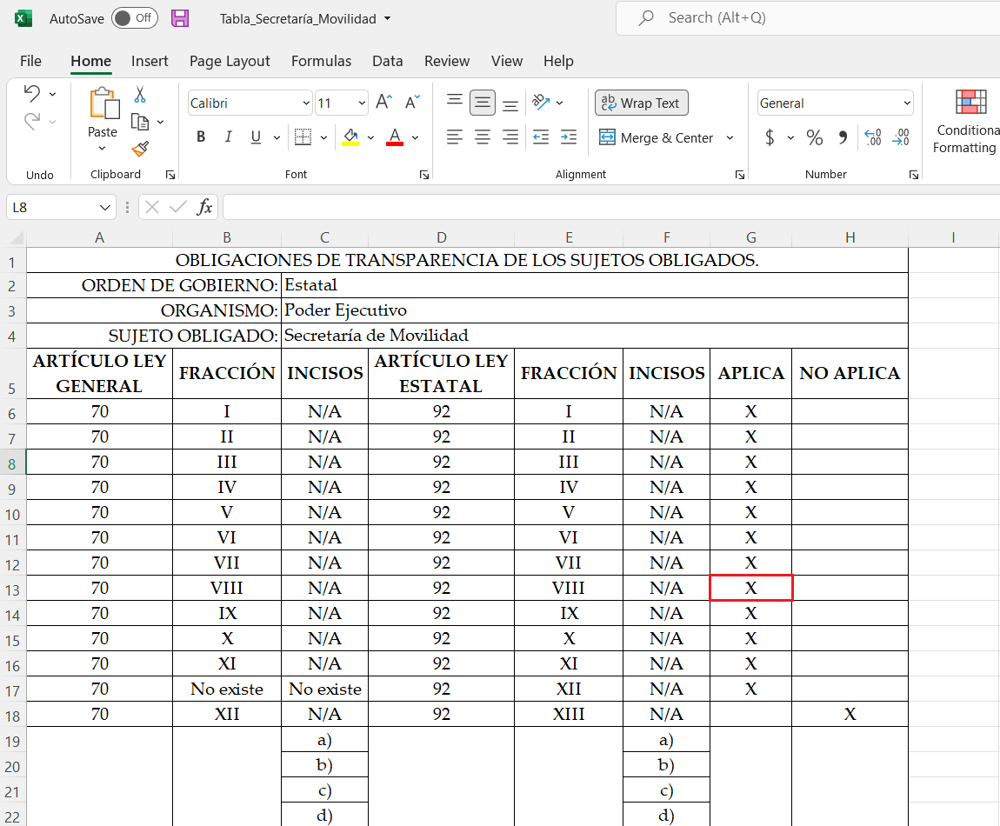 AutoSave Off Tabla_Secretaría_Movilidad Search (Alt+Q)
File Home Insert Page Layout Formulas Data Review View Help
Calibri 11 ab c Wrap Text General
Paste B I U A Merge & Center $ % 9 .00 Conditiona
Formatting
Undo Clipboard Font Alignment Number
L8 fx
A B C D E F G H I
1 OBLIGACIONES DE TRANSPARENCIA DE LOS SUJETOS OBLIGADOS.
2 ORDEN DE GOBIERNO: Estatal
3 ORGANISMO: Poder Ejecutivo
4 SUJETO OBLIGADO: Secretaría de Movilidad
5 ARTÍCULO LEY GENERAL FRACCIÓN INCISOS ARTÍCULO LEY ESTATAL FRACCIÓN INCISOS APLICA NO APLICA
6 70 I N/A 92 I N/A X
7 70 II N/A 92 II N/A X
8 70 III N/A 92 III N/A X
9 70 IV N/A 92 IV N/A X
10 70 V N/A 92 V N/A X
11 70 VI N/A 92 VI N/A X
12 70 VII N/A 92 VII N/A X
13 70 VIII N/A 92 VIII N/A X
14 70 IX N/A 92 IX N/A X
15 70 X N/A 92 X N/A X
16 70 XI N/A 92 XI N/A X
17 70 No existe No existe 92 XII N/A X
18 70 XII N/A 92 XIII N/A X
19 a) a)
20 b) b)
21 c) c)
22 d) d)